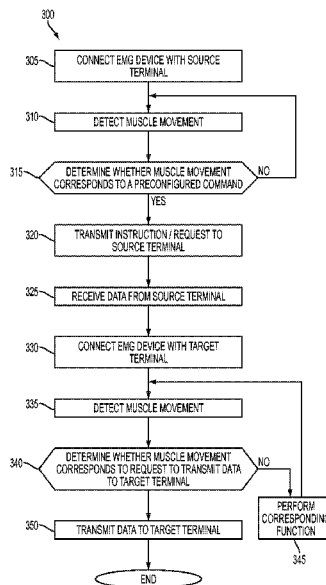 300
305
CONNECT EMG DEVICE WITH SOURCE
TERMINAL
310
DETECT MUSCLE MOVEMENT
315
DETERMINE WHETHER MUSCLE MOVEMENT
CORRESPONDS TO A PRECONFIGURED COMMAND
NO
YES
320
TRANSMIT INSTRUCTION / REQUEST TO
SOURCE TERMINAL
325
RECEIVE DATA FROM SOURCE TERMINAL
330
CONNECT EMG DEVICE WITH TARGET
TERMINAL
335
DETECT MUSCLE MOVEMENT
340
DETERMINE WHETHER MUSCLE MOVEMENT
CORRESPONDS TO REQUEST TO TRANSMIT DATA
TO TARGET TERMINAL
NO
PERFORM
CORRESPONDING
FUNCTION
345
350
TRANSMIT DATA TO TARGET TERMINAL
END